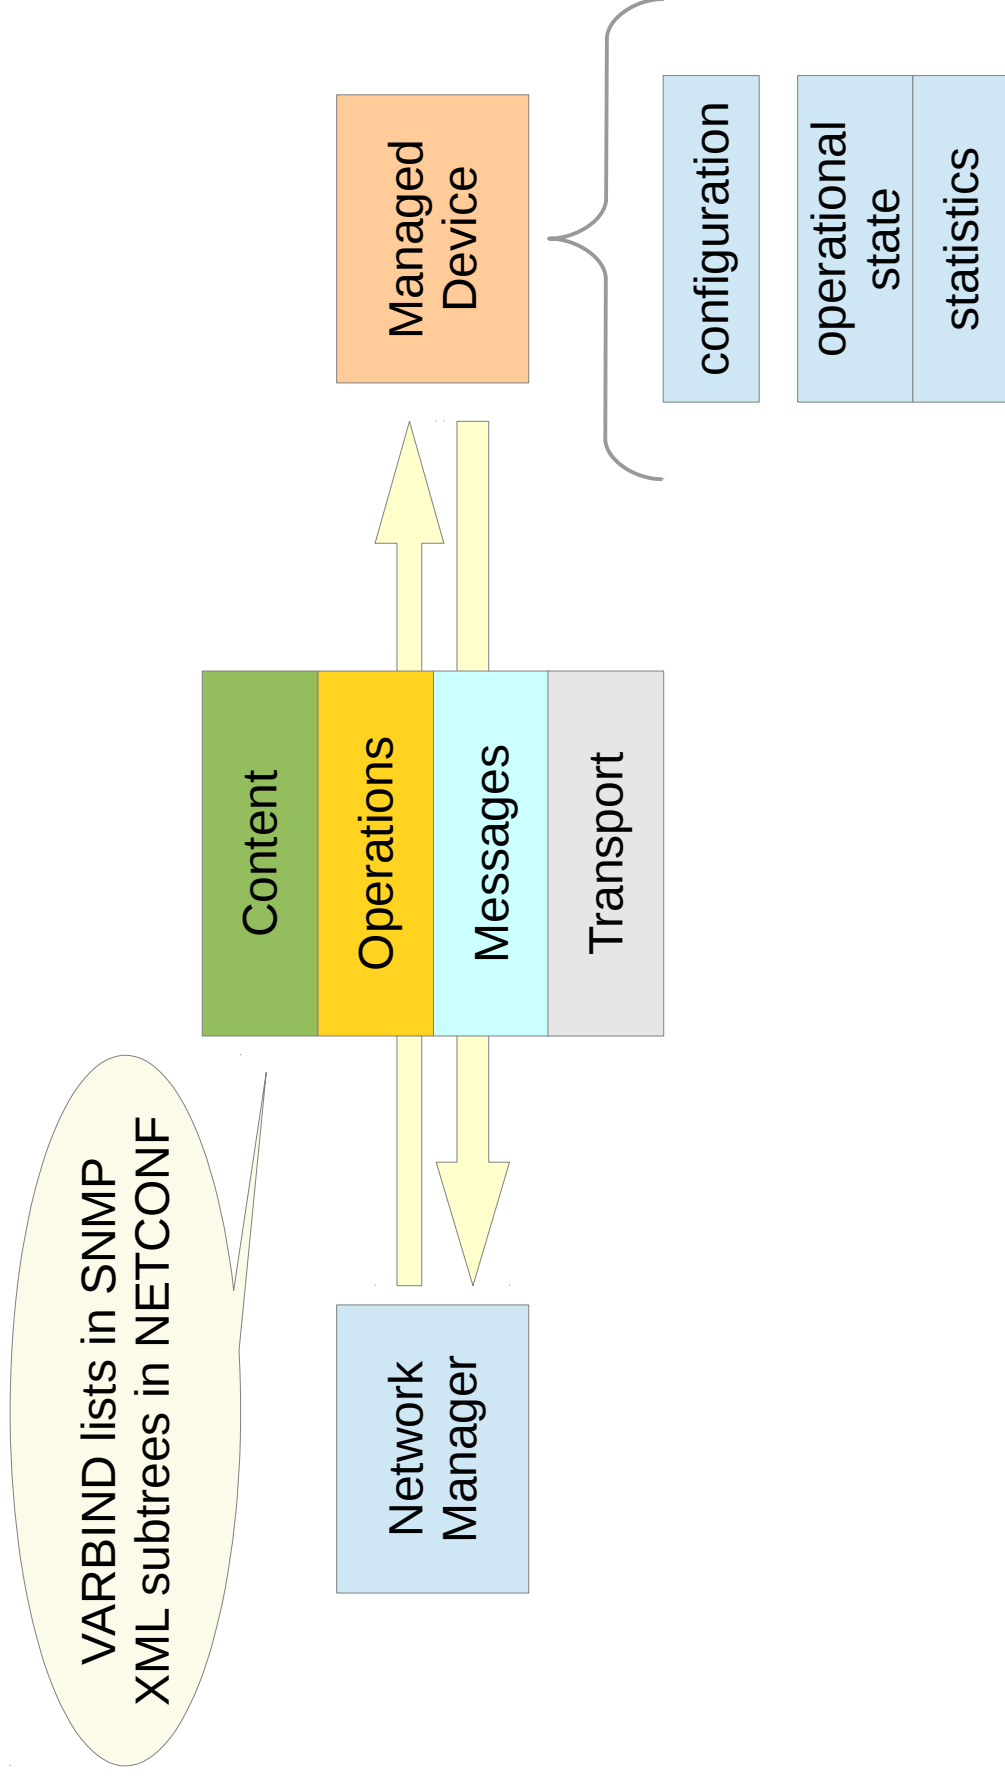 VARBIND lists in SNMP
XML subtrees in NETCONF
Content
Operations
Messages
Transport
Network
Manager
Managed
Device
configuration
operational
state
statistics